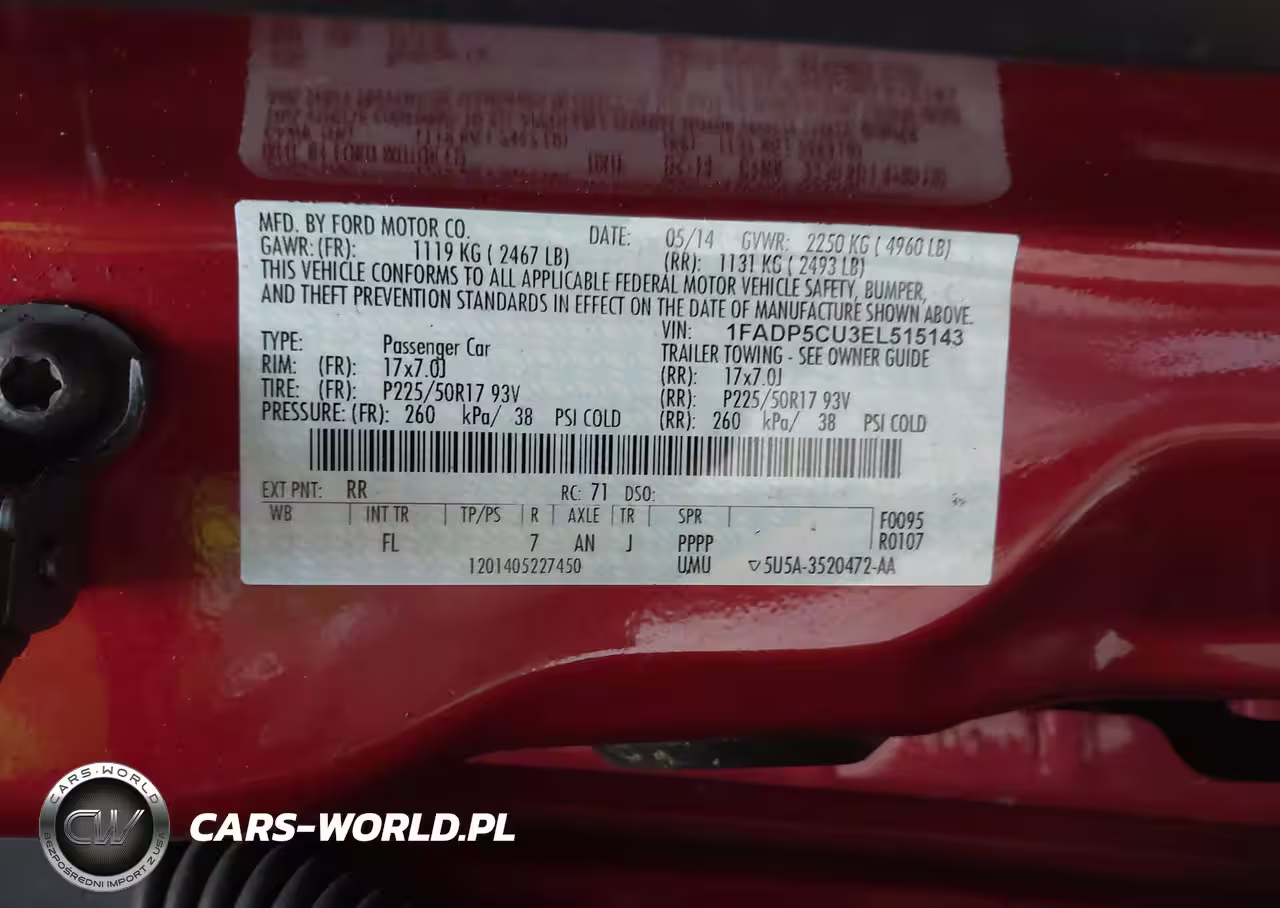 MFD. BY FORD MOTOR CO. DATE: 05/14 GVWR: 2250 KG ( 4960 LB)
GAWR: (FR): 1119 KG ( 2467 LB) (RR): 1131 KG ( 2493 LB)
THIS VEHICLE CONFORMS TO ALL APPLICABLE FEDERAL MOTOR VEHICLE SAFETY, BUMPER,
AND THEFT PREVENTION STANDARDS IN EFFECT ON THE DATE OF MANUFACTURE SHOWN ABOVE.
VIN: 1FADP5CU3EL515143
TYPE: Passenger Car TRAILER TOWING - SEE OWNER GUIDE
RIM: (FR): 17x7.0J (RR): 17x7.0J
TIRE: (FR): P225/50R17 93V (RR): P225/50R17 93V
PRESSURE: (FR): 260 kPa/ 38 PSI COLD (RR): 260 kPa/ 38 PSI COLD
EXT PNT: RR RC: 71 DSO:
WB INT TR TP/PS R AXLE TR SPR F0095
FL 7 AN J PPPP R0107
1201405227450 UMU ▽5U5A-3520472-AA
CARS-WORLD
CW
BEZPOŚREDNI IMPORT Z USA
CARS-WORLD.PL